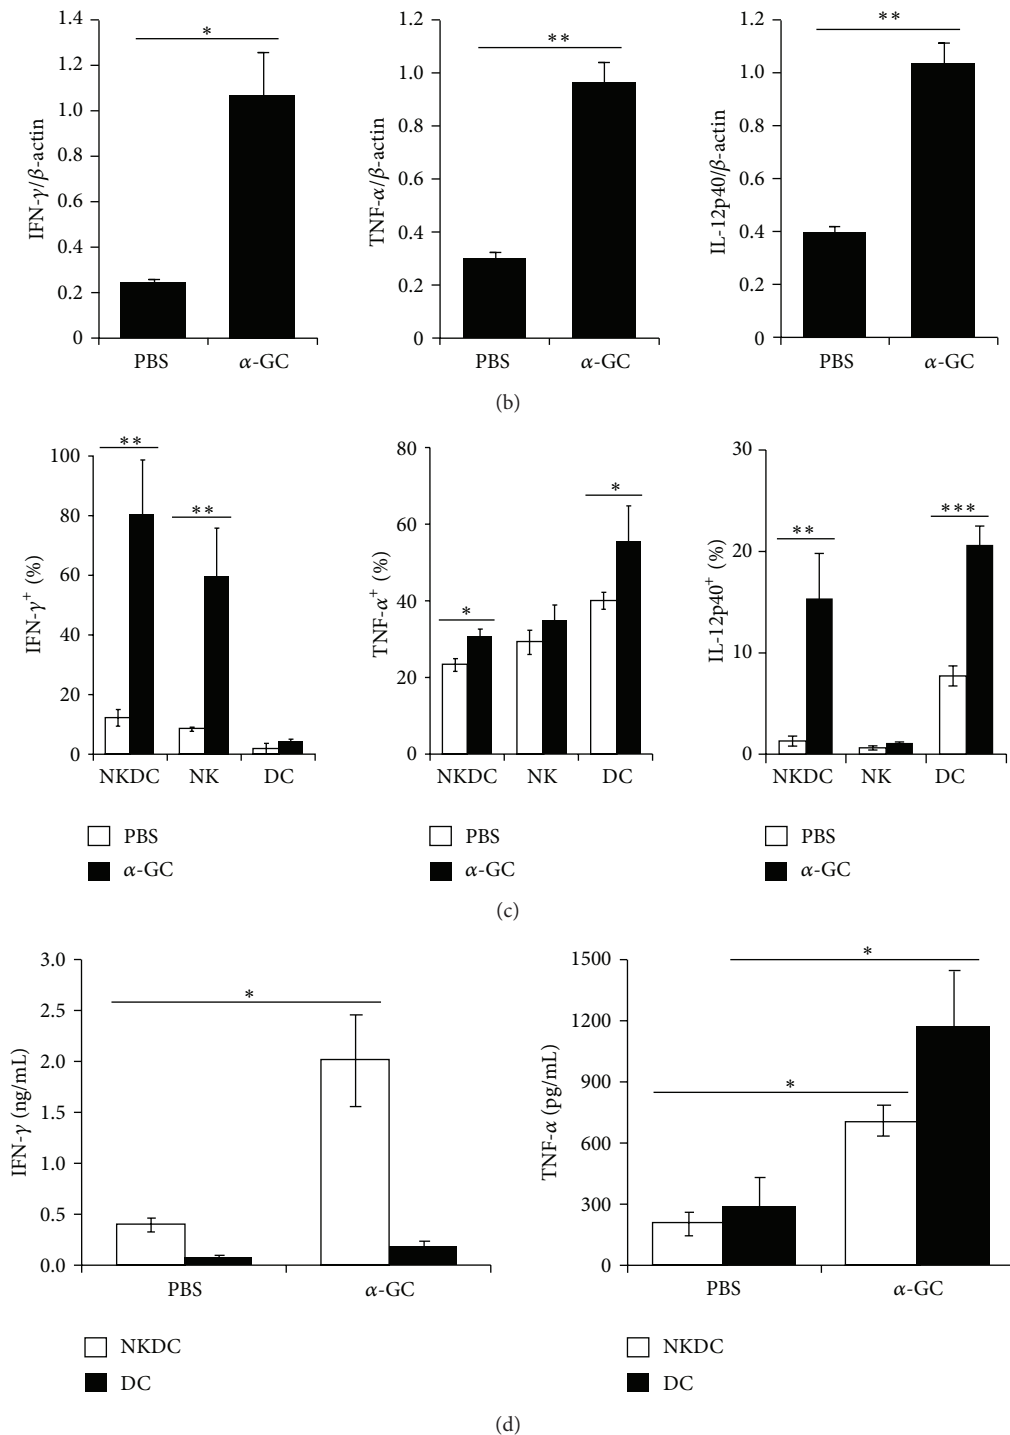 IFN-γ/β-actin
1.4
1.2
1.0
0.8
0.6
0.4
0.2
0
*
PBS
α-GC
TNF-α/β-actin
1.2
1.0
0.8
0.6
0.4
0.2
0
**
PBS
α-GC
IL-12p40/β-actin
1.2
1.0
0.8
0.6
0.4
0.2
0
**
PBS
α-GC
(b)
IFN-γ⁺ (%)
100
80
60
40
20
0
**
**
NKDC
NK
DC
PBS
α-GC
TNF-α⁺ (%)
80
60
40
20
0
*
*
NKDC
NK
DC
PBS
α-GC
IL-12p40⁺ (%)
30
20
10
0
**
***
NKDC
NK
DC
PBS
α-GC
(c)
IFN-γ (ng/mL)
3.0
2.5
2.0
1.5
1.0
0.5
0.0
*
PBS
α-GC
NKDC
DC
TNF-α (pg/mL)
1500
1200
900
600
300
0
*
*
PBS
α-GC
NKDC
DC
(d)